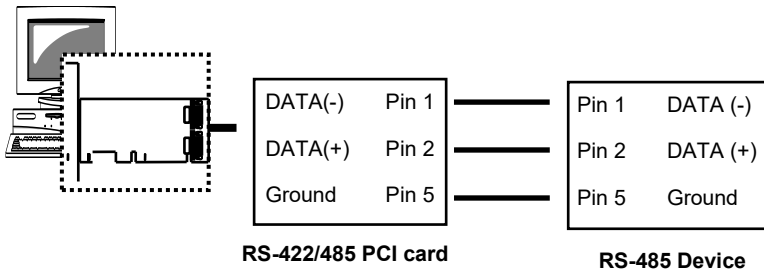 DATA(-) Pin 1
DATA(+) Pin 2
Ground Pin 5
RS-422/485 PCI card
Pin 1 DATA (-)
Pin 2 DATA (+)
Pin 5 Ground
RS-485 Device